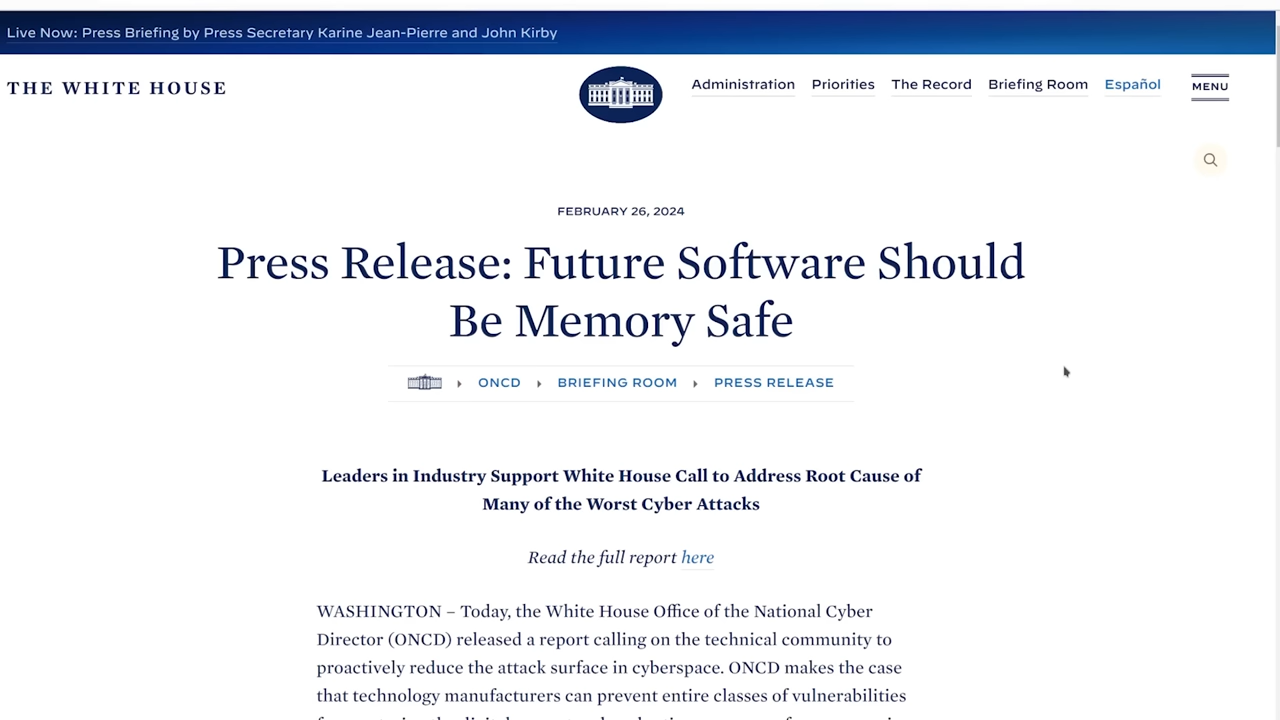 Live Now: Press Briefing by Press Secretary Karine Jean-Pierre and John Kirby
THE WHITE HOUSE
Administration
Priorities
The Record
Briefing Room
Español
MENU
FEBRUARY 26, 2024
Press Release: Future Software Should
Be Memory Safe
ONCD
BRIEFING ROOM
PRESS RELEASE
Leaders in Industry Support White House Call to Address Root Cause of
Many of the Worst Cyber Attacks
Read the full report here
WASHINGTON – Today, the White House Office of the National Cyber
Director (ONCD) released a report calling on the technical community to
proactively reduce the attack surface in cyberspace. ONCD makes the case
that technology manufacturers can prevent entire classes of vulnerabilities